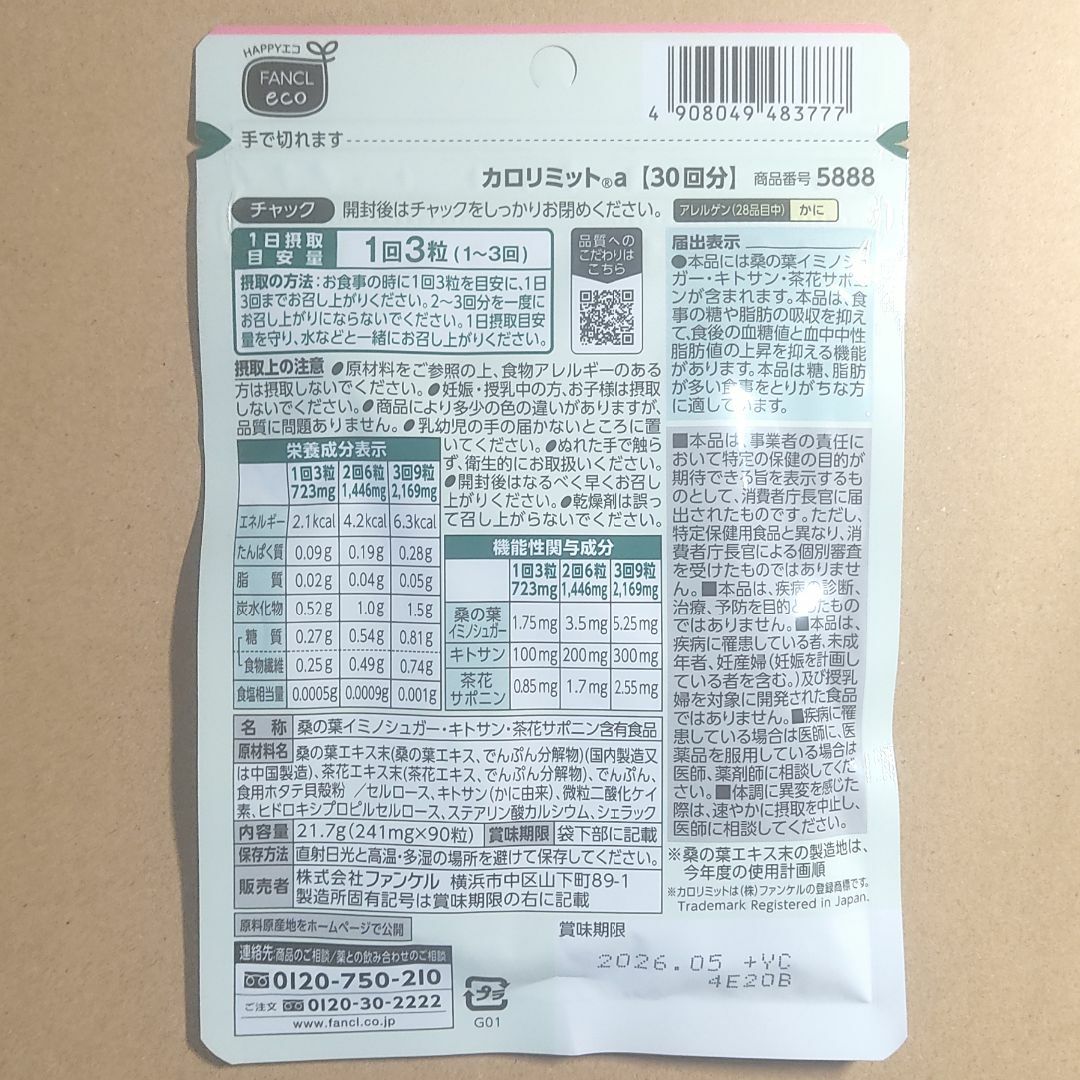 HAPPYエコ
FANCL
eco
4 908049 483777
手で切れます
カロリミット®a【30回分】 商品番号 5888
チャック 開封後はチャックをしっかりお閉めください。
アレルゲン(28品目中) かに
1日摂取
目安量
1回3粒(1〜3回)
摂取の方法:お食事の時に1回3粒を目安に、1日
3回までお召し上がりください。2〜3回分を一度に
お召し上がりにならないでください。1日摂取目安
量を守り、水などと一緒にお召し上がりください。
品質への
こだわりは
こちら
届出表示
●本品には桑の葉イミノシュ
ガー・キトサン・茶花サポニ
ンが含まれます。本品は、食
事の糖や脂肪の吸収を抑え
て、食後の血糖値と血中中性
脂肪値の上昇を抑える機能
があります。本品は糖、脂肪
が多い食事をとりがちな方
に適しています。
摂取上の注意 ●原材料をご参照の上、食物アレルギーのある
方は摂取しないでください。●妊娠・授乳中の方、お子様は摂取
しないでください。●商品により多少の色の違いがありますが、
品質に問題ありません。●乳幼児の手の届かないところに置
いてください。●ぬれた手で触ら
ず、衛生的にお取扱いください。
●開封後はなるべく早くお召し
上がりください。●乾燥剤は誤っ
て召し上がらないでください。
栄養成分表示
1回3粒 2回6粒 3回9粒
723mg 1,446mg 2,169mg
エネルギー 2.1kcal 4.2kcal 6.3kcal
たんぱく質 0.09g 0.19g 0.28g
脂質 0.02g 0.04g 0.05g
炭水化物 0.52g 1.0g 1.5g
糖質 0.27g 0.54g 0.81g
食物繊維 0.25g 0.49g 0.74g
食塩相当量 0.0005g 0.0009g 0.001g
機能性関与成分
1回3粒 2回6粒 3回9粒
723mg 1,446mg 2,169mg
桑の葉
イミノシュガー 1.75mg 3.5mg 5.25mg
キトサン 100mg 200mg 300mg
茶花
サポニン 0.85mg 1.7mg 2.55mg
■本品は、事業者の責任に
おいて特定の保健の目的が
期待できる旨を表示するも
のとして、消費者庁長官に届
出されたものです。ただし、
特定保健用食品と異なり、消
費者庁長官による個別審査
を受けたものではありませ
ん。■本品は、疾病の診断、
治療、予防を目的としたもの
ではありません。■本品は、
疾病に罹患している者、未成
年者、妊産婦(妊娠を計画し
ている者を含む。)及び授乳
婦を対象に開発された食品
ではありません。■疾病に罹
患している場合は医師に、医
薬品を服用している場合は
医師、薬剤師に相談してくだ
さい。■体調に異変を感じた
際は、速やかに摂取を中止し、
医師に相談してください。
名称 桑の葉イミノシュガー・キトサン・茶花サポニン含有食品
原材料名 桑の葉エキス末(桑の葉エキス、でんぷん分解物)(国内製造又
は中国製造)、茶花エキス末(茶花エキス、でんぷん分解物)、でんぷん、
食用ホタテ貝殻粉 /セルロース、キトサン(かに由来)、微粒二酸化ケイ
素、ヒドロキシプロピルセルロース、ステアリン酸カルシウム、シェラック
内容量 21.7g(241mg×90粒) 賞味期限 袋下部に記載
保存方法 直射日光と高温・多湿の場所を避けて保存してください。
販売者 株式会社ファンケル 横浜市中区山下町89-1
製造所固有記号は賞味期限の右に記載
※桑の葉エキス末の製造地は、
今年度の使用計画順
※カロリミットは(株)ファンケルの登録商標です。
Trademark Registered in Japan.
原料原産地をホームページで公開
連絡先:商品のご相談/薬との飲み合わせのご相談
0120-750-210
ご注文 0120-30-2222
www.fancl.co.jp
プラ
G01
賞味期限
2026.05 +YC
4E20B